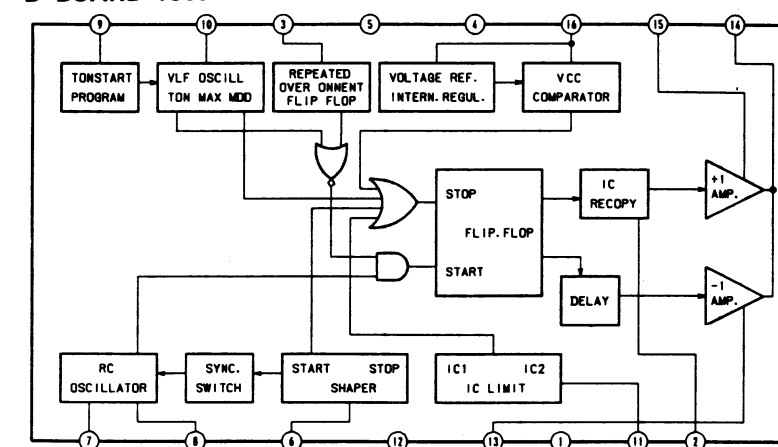 9 10 3 5 4 16 15 14
TONSTART
PROGRAM
VLF OSCILL
TON MAX MDD
REPEATED
OVER ONNENT
FLIP FLOP
VOLTAGE REF.
INTERN.REGUL.
VCC
COMPARATOR
STOP
FLIP.FLOP
START
IC
RECOPY
+1
AMP.
DELAY
-1
AMP.
RC
OSCILLATOR
SYNC.
SWITCH
START STOP
SHAPER
IC1 IC2
IC LIMIT
7 8 6 12 13 1 11 2